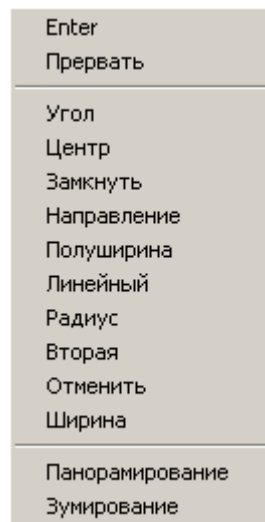 Enter
Прервать
Угол
Центр
Замкнуть
Направление
Полуширина
Линейный
Радиус
Вторая
Отменить
Ширина
Панорамирование
Зумирование